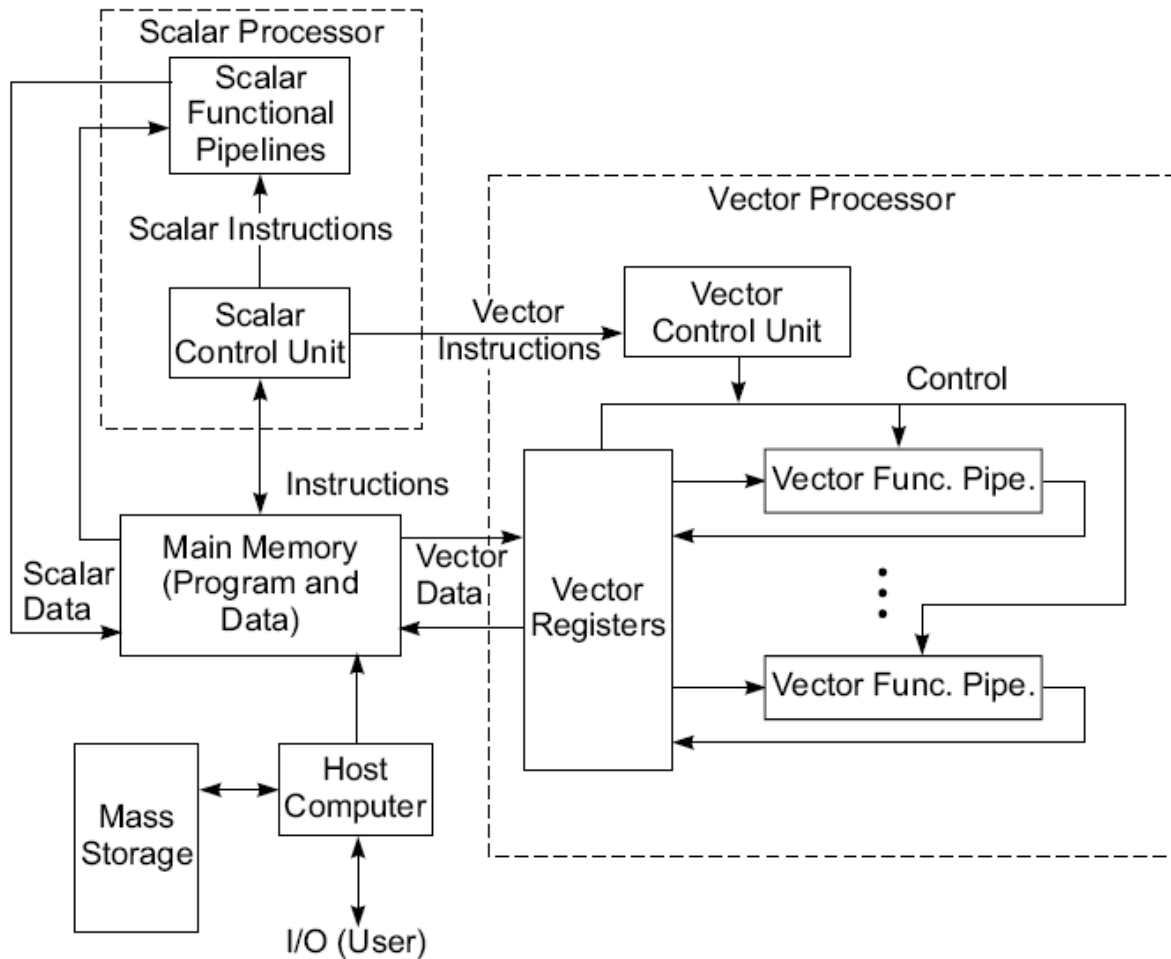 Scalar Processor
Scalar
Functional
Pipelines
Scalar Instructions
Scalar
Control Unit
Vector
Instructions
Vector Processor
Vector
Control Unit
Control
Vector Func. Pipe.
Instructions
Main Memory
(Program and
Data)
Scalar
Data
Vector
Data
Vector
Registers
Vector Func. Pipe.
Mass
Storage
Host
Computer
I/O (User)